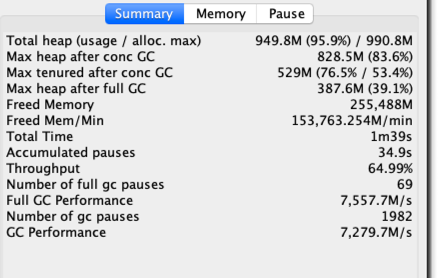 Summary Memory Pause
Total heap (usage / alloc. max) 949.8M (95.9%) / 990.8M
Max heap after conc GC 828.5M (83.6%)
Max tenured after conc GC 529M (76.5% / 53.4%)
Max heap after full GC 387.6M (39.1%)
Freed Memory 255,488M
Freed Mem/Min 153,763.254M/min
Total Time 1m39s
Accumulated pauses 34.9s
Throughput 64.99%
Number of full gc pauses 69
Full GC Performance 7,557.7M/s
Number of gc pauses 1982
GC Performance 7,279.7M/s